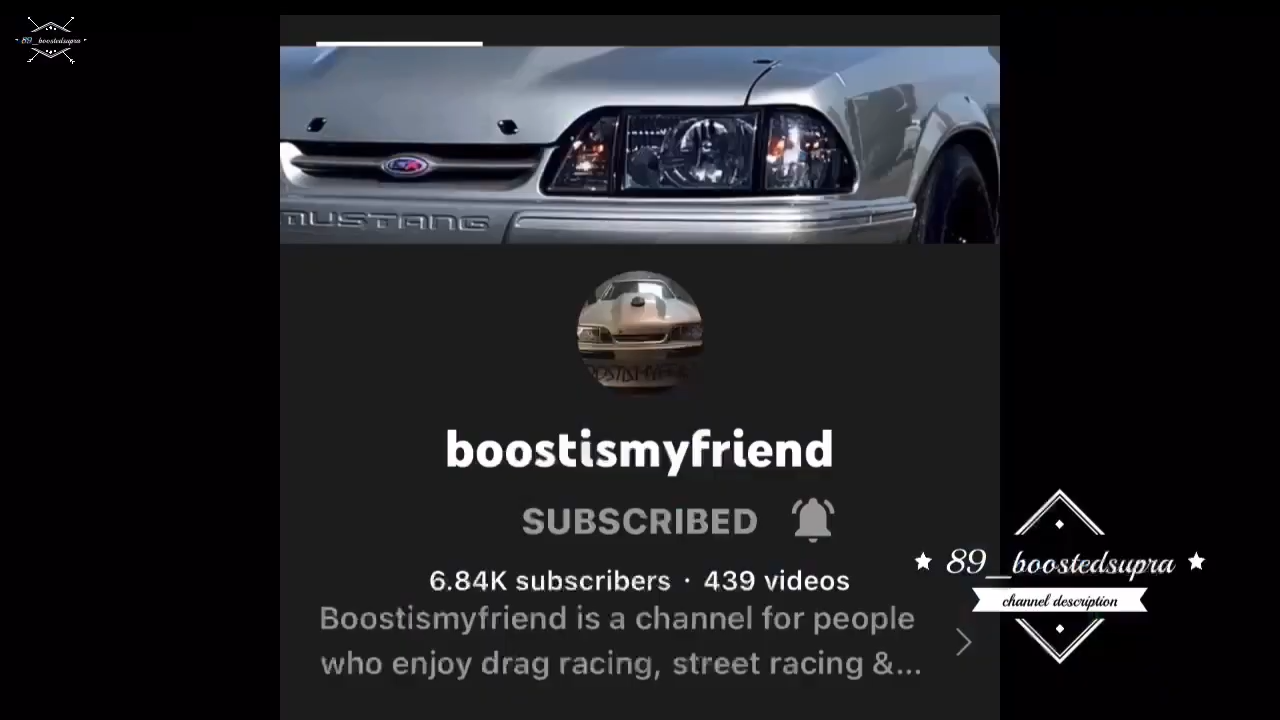 89_boostedsupra
MUSTANG
boostismyfriend
SUBSCRIBED
6.84K subscribers · 439 videos
Boostismyfriend is a channel for people
who enjoy drag racing, street racing &...
89_boostedsupra
channel description